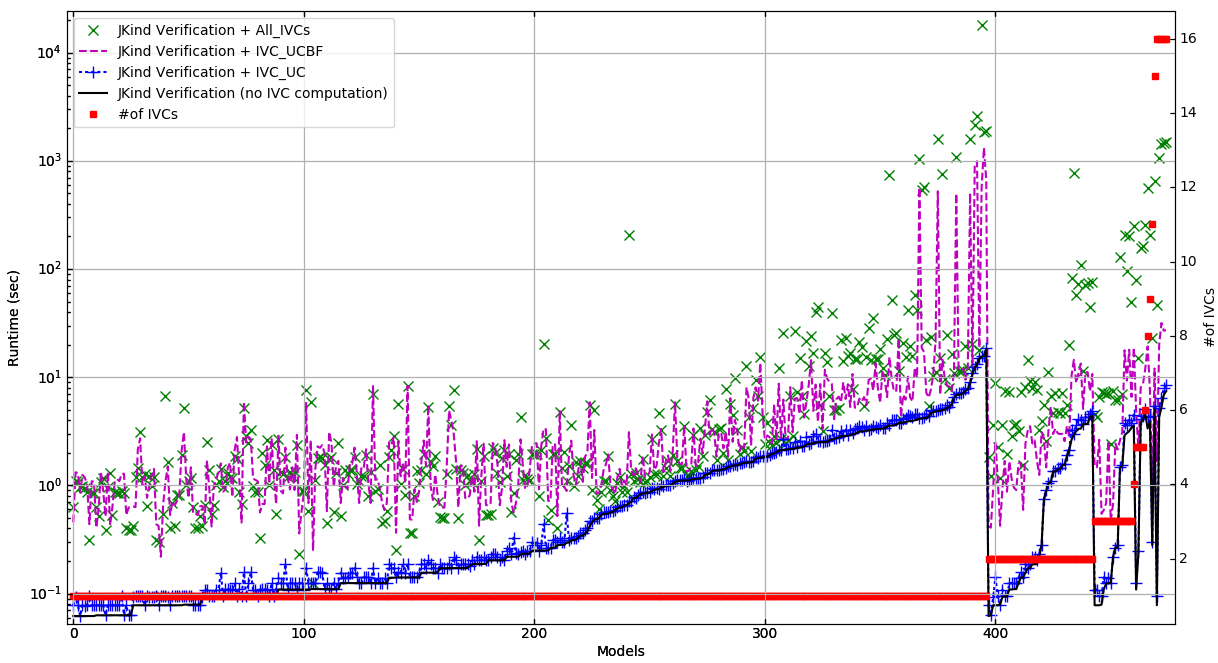 JKind Verification + All_IVCs
JKind Verification + IVC_UCBF
JKind Verification + IVC_UC
JKind Verification (no IVC computation)
#of IVCs
10⁴
10³
10²
10¹
10⁰
10⁻¹
Runtime (sec)
0
100
200
300
400
Models
16
14
12
10
8
6
4
2
#of IVCs